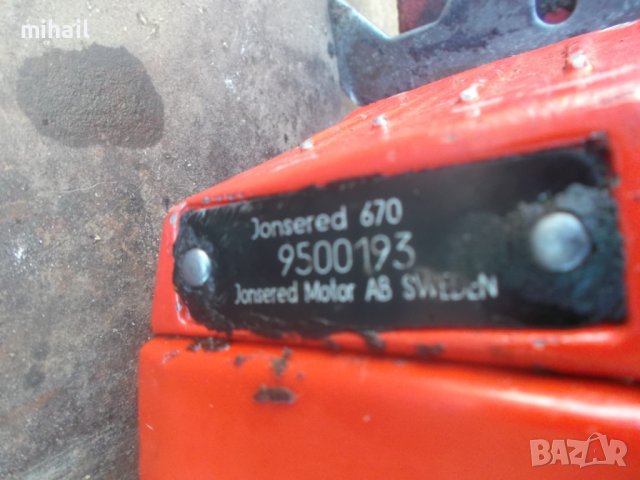 mihail
Jonsered 670
9500193
Jonsered Motor AB SWEDEN
BAZAR